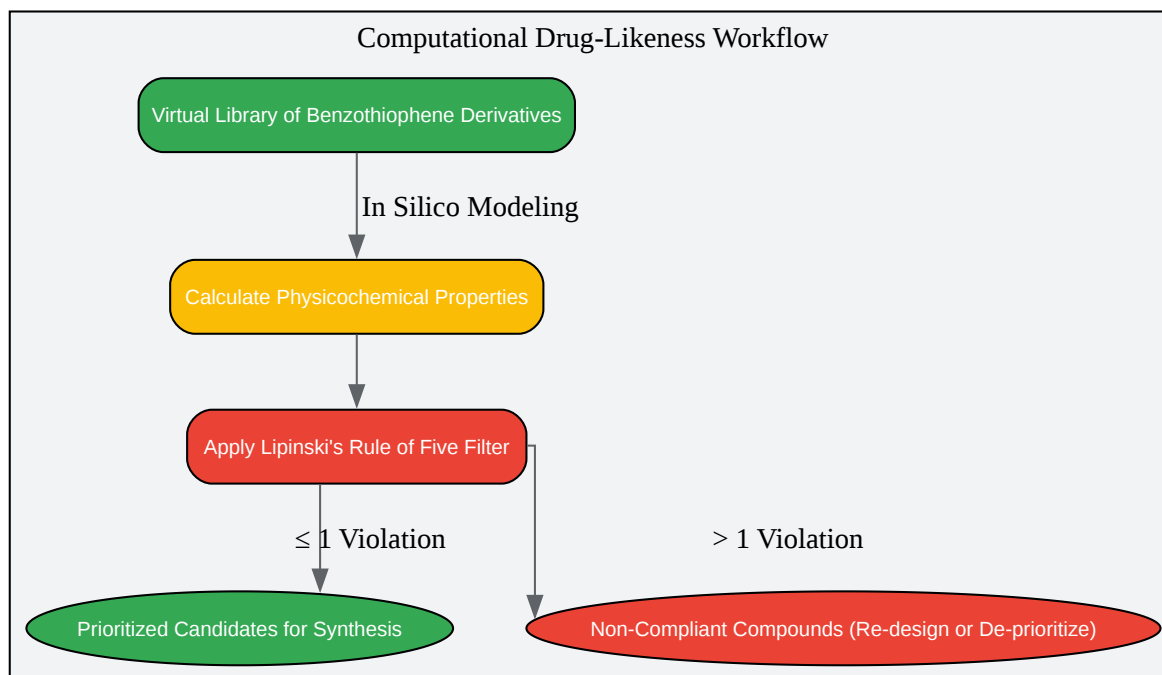 Computational Drug-Likeness Workflow
Virtual Library of Benzothiophene Derivatives
In Silico Modeling
Calculate Physicochemical Properties
Apply Lipinski's Rule of Five Filter
≤ 1 Violation
> 1 Violation
Prioritized Candidates for Synthesis
Non-Compliant Compounds (Re-design or De-prioritize)